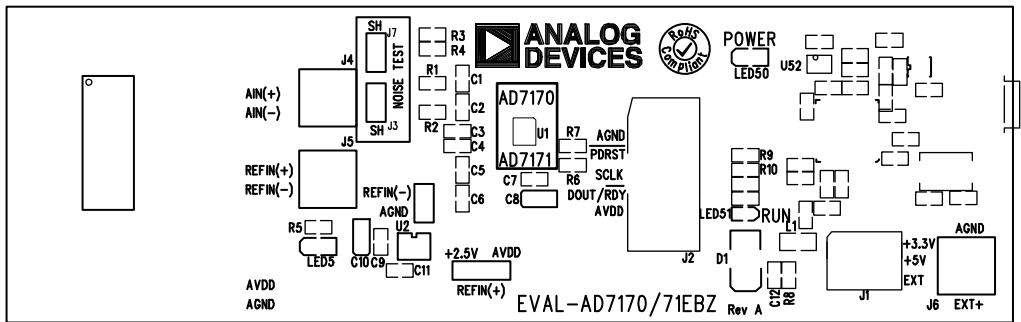 SH
J7
J4
NOISE TEST
J3
SH
J5
AIN(+)
AIN(-)
REFIN(+)
REFIN(-)
R3
R4
R1
R2
C1
C2
C3
C4
C5
C6
ANALOG
DEVICES
RoHS
Compliant
AD7170
U1
AD7171
C7
C8
R7
R6
AGND
PDRST
SCLK
DOUT/RDY
AVDD
J2
POWER
LED50
U52
R9
R10
LED51
RUN
REFIN(-)
AGND
U2
R5
LED5
C10
C9
C11
+2.5V AVDD
REFIN(+)
AVDD
AGND
EVAL-AD7170/71EBZ
D1
Rev A
C12
R8
L1
J1
+3.3V
+5V
EXT
AGND
J6
EXT+